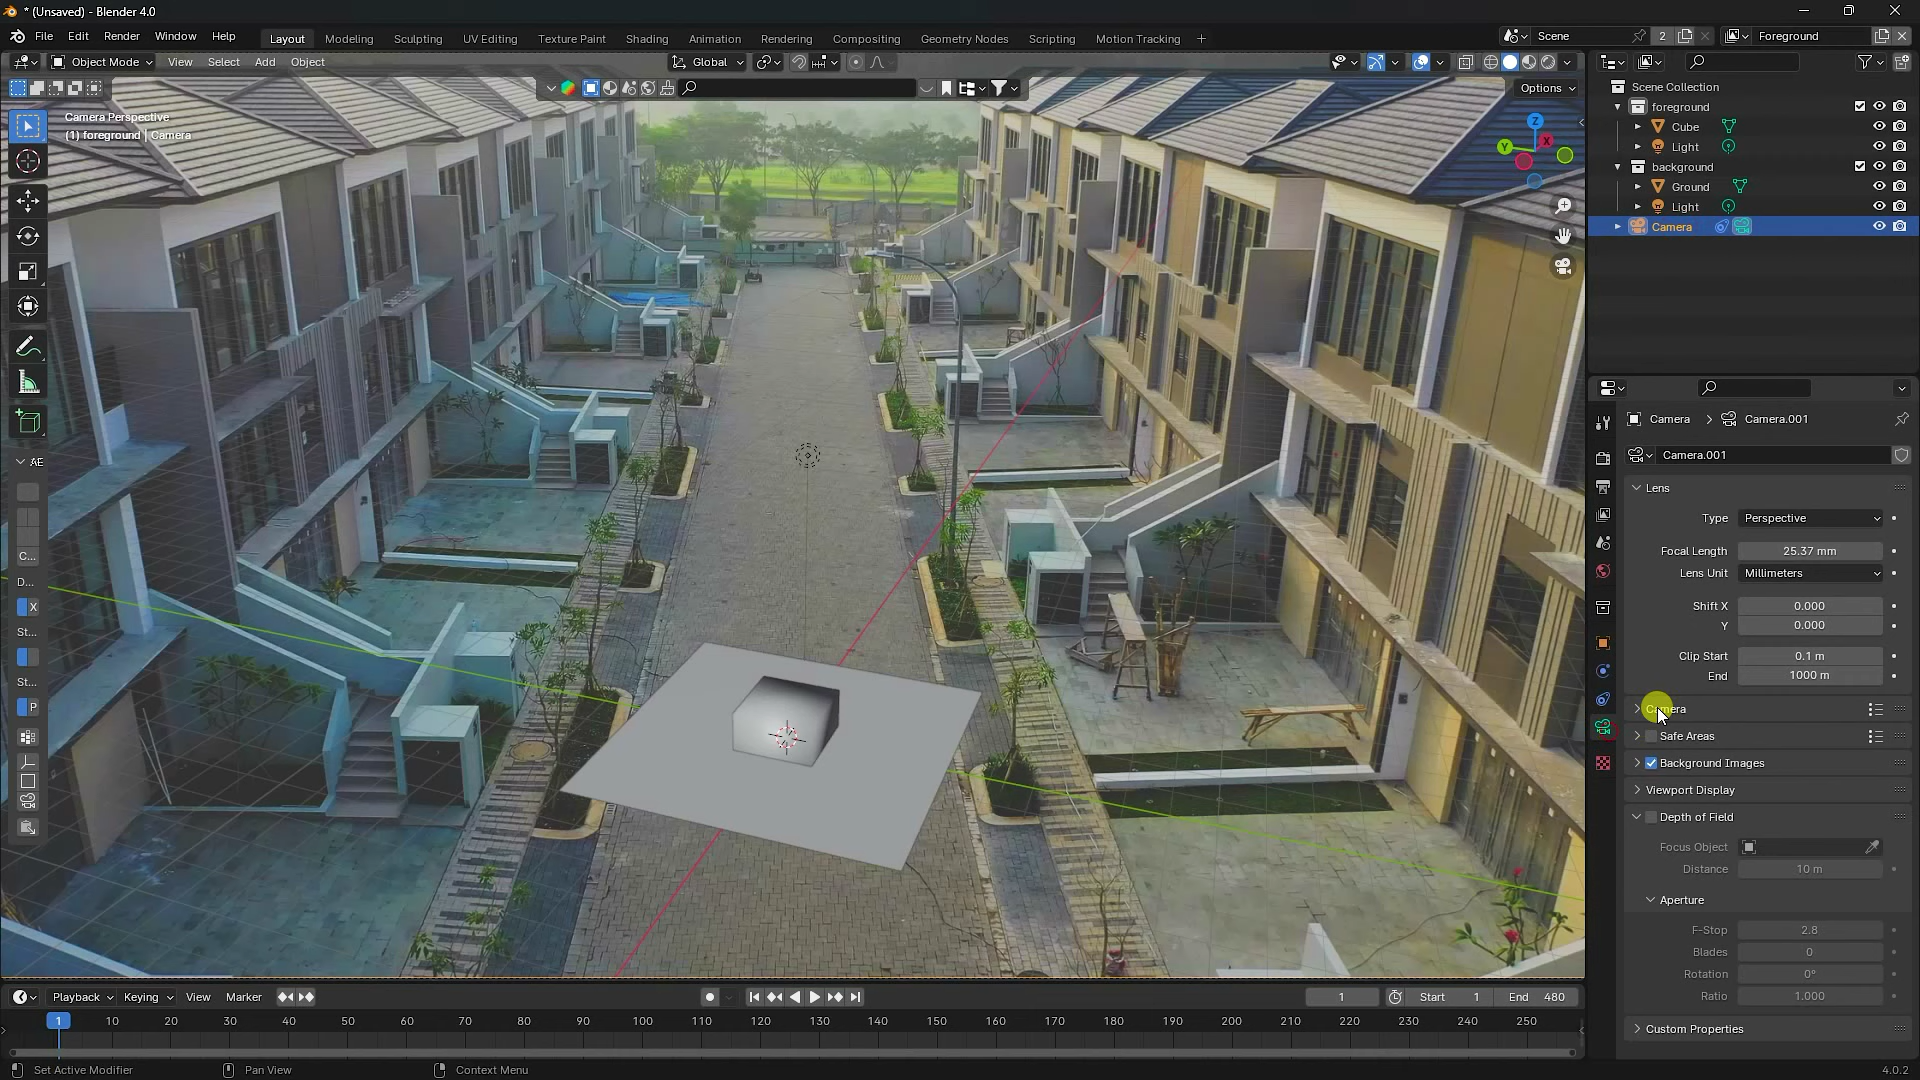 * (Unsaved) - Blender 4.0
File Edit Render Window Help Layout Modeling Sculpting UV Editing Texture Paint Shading Animation Rendering Compositing Geometry Nodes Scripting Motion Tracking + Scene 2 Foreground
Object Mode View Select Add Object Global
Options
Camera Perspective
(1) foreground | Camera
Z
X
Y
AE
C...
D...
X
St...
St...
P
Scene Collection
foreground
Cube
Light
background
Ground
Light
Camera
Camera > Camera.001
Camera.001
Lens
Type Perspective
Focal Length 25.37 mm
Lens Unit Millimeters
Shift X 0.000
Y 0.000
Clip Start 0.1 m
End 1000 m
Camera
Safe Areas
Background Images
Viewport Display
Depth of Field
Focus Object
Distance 10 m
Aperture
F-Stop 2.8
Blades 0
Rotation 0°
Ratio 1.000
Custom Properties
Playback Keying View Marker 1 Start 1 End 480
1 10 20 30 40 50 60 70 80 90 100 110 120 130 140 150 160 170 180 190 200 210 220 230 240 250
Set Active Modifier Pan View Context Menu 4.0.2